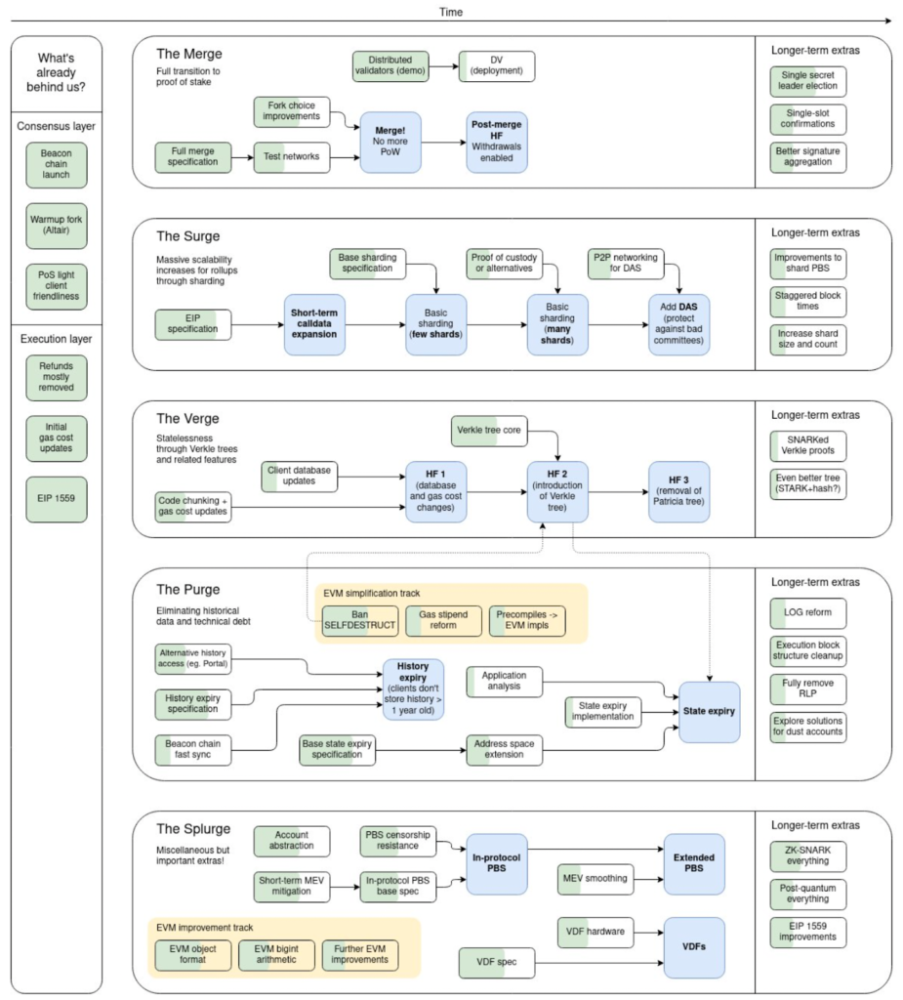 Time
What's
already
behind us?
Consensus layer
Beacon
chain
launch
Warmup fork
(Altair)
PoS light
client
friendliness
Execution layer
Refunds
mostly
removed
Initial
gas cost
updates
EIP 1559
The Merge
Full transition to
proof of stake
Distributed
validators (demo)
DV
(deployment)
Fork choice
improvements
Full merge
specification
Test networks
Merge!
No more
PoW
Post-merge
HF
Withdrawals
enabled
Longer-term extras
Single secret
leader election
Single-slot
confirmations
Better signature
aggregation
The Surge
Massive scalability
increases for rollups
through sharding
EIP
specification
Short-term
calldata
expansion
Base sharding
specification
Basic
sharding
(few shards)
Proof of custody
or alternatives
Basic
sharding
(many
shards)
P2P networking
for DAS
Add DAS
(protect
against bad
committees)
Longer-term extras
Improvements to
shard PBS
Staggered block
times
Increase shard
size and count
The Verge
Statelessness
through Verkle trees
and related features
Client database
updates
Code chunking +
gas cost updates
HF 1
(database
and gas cost
changes)
Verkle tree core
HF 2
(introduction
of Verkle
tree)
HF 3
(removal of
Patricia tree)
Longer-term extras
SNARKed
Verkle proofs
Even better tree
(STARK+hash?)
The Purge
Eliminating historical
data and technical debt
EVM simplification track
Ban
SELFDESTRUCT
Gas stipend
reform
Precompiles ->
EVM impls
Alternative history
access (eg. Portal)
History expiry
specification
Beacon chain
fast sync
History
expiry
(clients don't
store history >
1 year old)
Base state expiry
specification
Application
analysis
State expiry
implementation
Address space
extension
State expiry
Longer-term extras
LOG reform
Execution block
structure cleanup
Fully remove
RLP
Explore solutions
for dust accounts
The Splurge
Miscellaneous but
important extras!
Account
abstraction
PBS censorship
resistance
Short-term MEV
mitigation
In-protocol PBS
base spec
In-protocol
PBS
MEV smoothing
Extended
PBS
EVM improvement track
EVM object
format
EVM bigint
arithmetic
Further EVM
improvements
VDF hardware
VDF spec
VDFs
Longer-term extras
ZK-SNARK
everything
Post-quantum
everything
EIP 1559
improvements